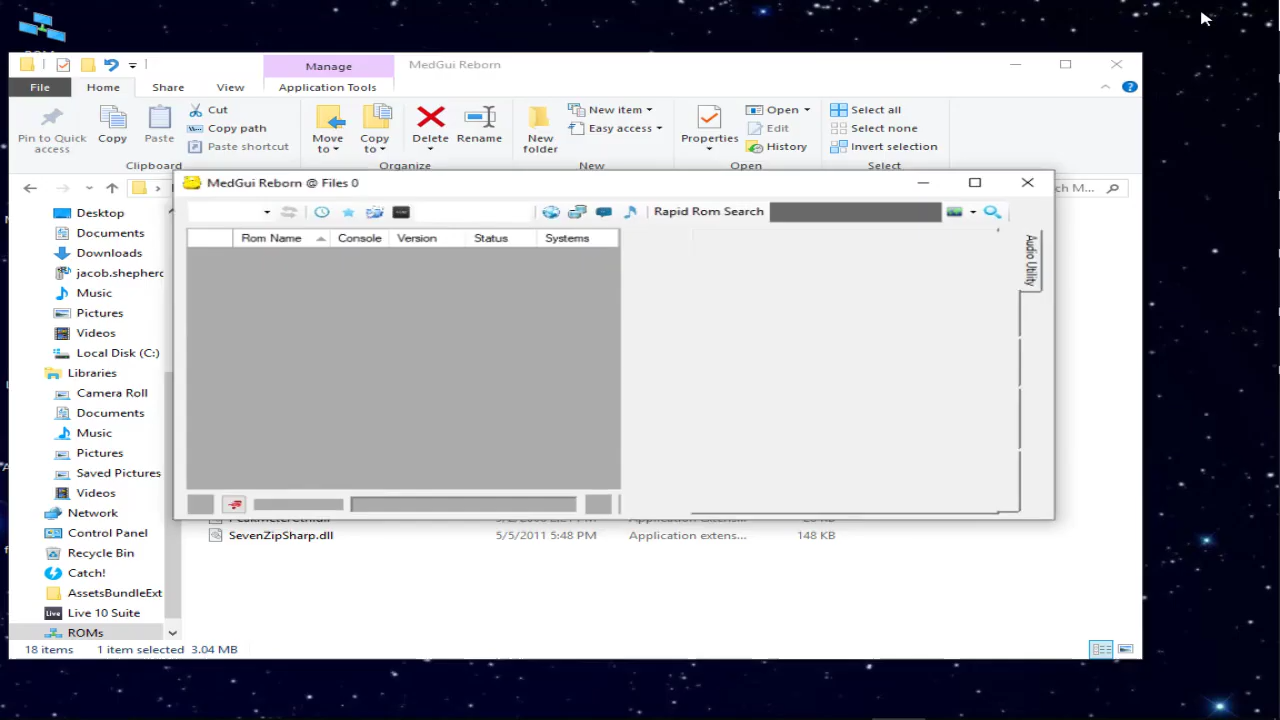 MedGui Reborn
Manage
File
Home
Share
View
Application Tools
Pin to Quick access
Copy
Paste
Cut
Copy path
Paste shortcut
Clipboard
Move to
Copy to
Delete
Rename
Organize
New folder
New item
Easy access
New
Properties
Open
Edit
History
Open
Select all
Select none
Invert selection
Select
MedGui Reborn @ Files 0
Rapid Rom Search
Rom Name Console Version Status Systems
Audio Utility
Desktop
Documents
Downloads
jacob.shepherd
Music
Pictures
Videos
Local Disk (C:)
Libraries
Camera Roll
Documents
Music
Pictures
Saved Pictures
Videos
Network
Control Panel
Recycle Bin
Catch!
AssetsBundleExt
Live 10 Suite
ROMs
SevenZipSharp.dll 5/5/2011 5:48 PM Application extens... 148 KB
18 items 1 item selected 3.04 MB